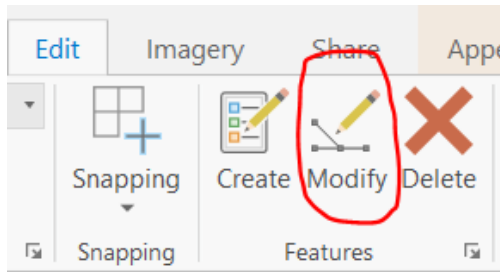 Edit Imagery Share Appe
Snapping Create Modify Delete
Snapping Features